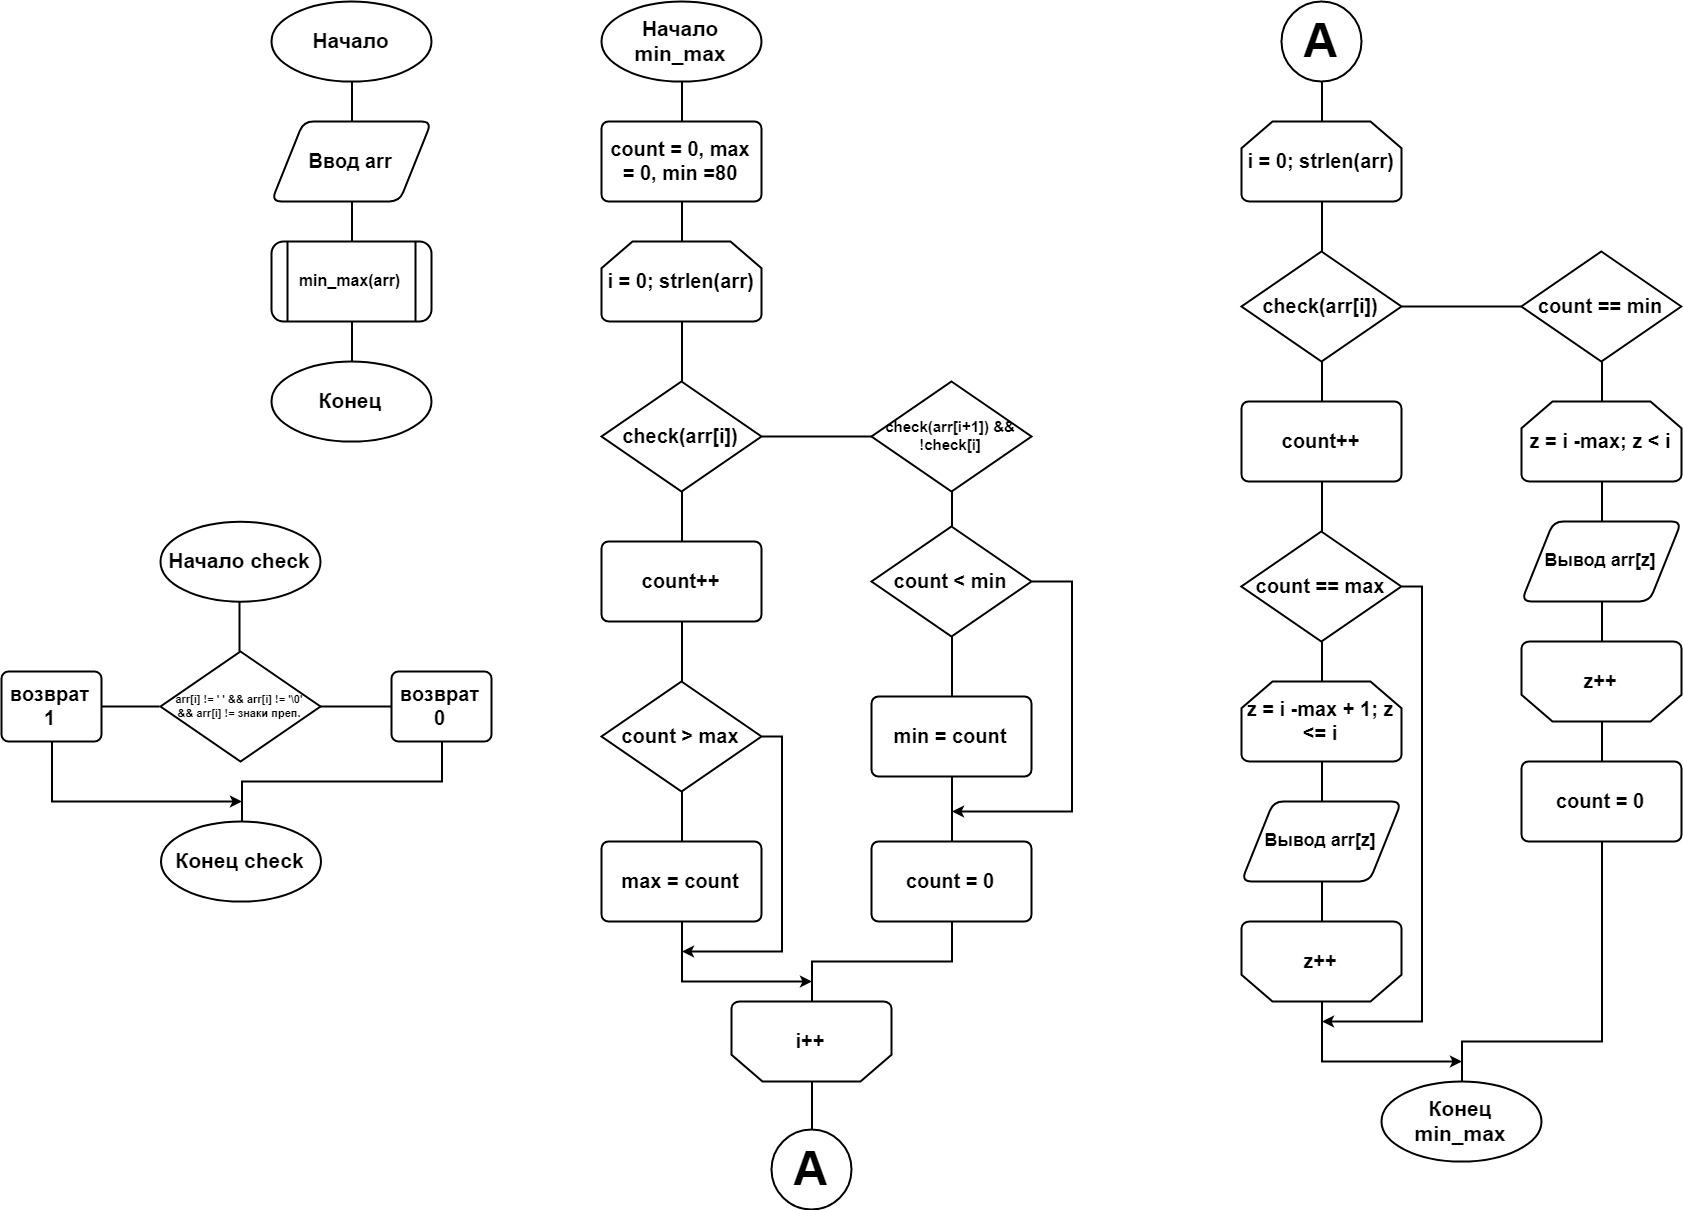 Начало
Ввод arr
min_max(arr)
Конец
Начало check
возврат
1
arr[i] != ' ' && arr[i] != '\0'
&& arr[i] != знаки преп.
возврат
0
Конец check
Начало
min_max
count = 0, max
= 0, min =80
i = 0; strlen(arr)
check(arr[i])
check(arr[i+1]) &&
!check[i]
count++
count < min
count > max
min = count
max = count
count = 0
i++
A
A
i = 0; strlen(arr)
check(arr[i])
count == min
count++
z = i -max; z < i
count == max
Вывод arr[z]
z = i -max + 1; z
<= i
z++
Вывод arr[z]
count = 0
z++
Конец
min_max